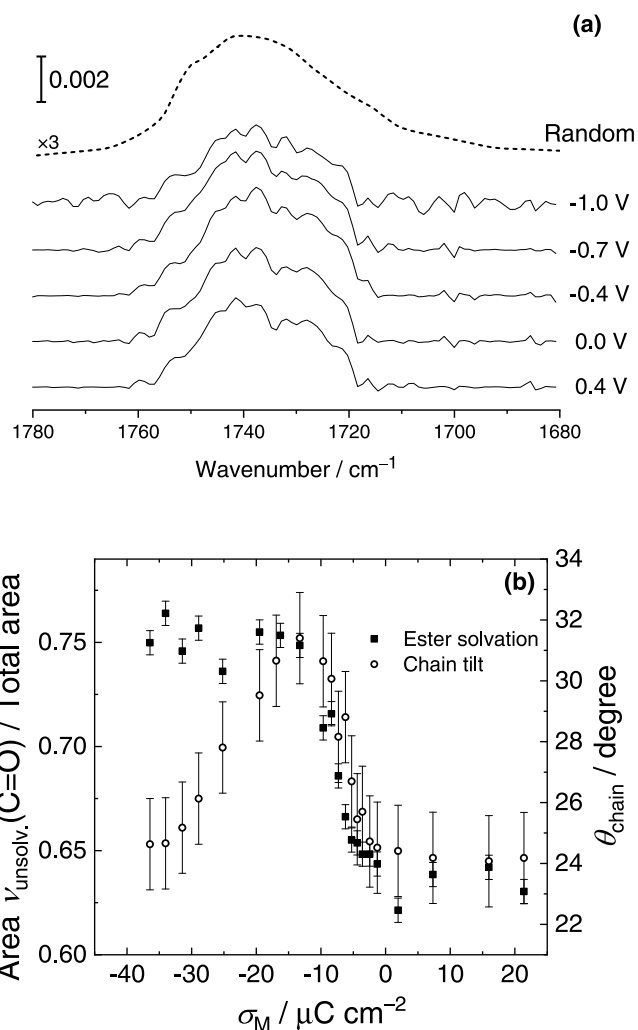 (a)
0.002
×3
Random
-1.0 V
-0.7 V
-0.4 V
0.0 V
0.4 V
1780 1760 1740 1720 1700 1680
Wavenumber / cm⁻¹
(b)
Ester solvation
Chain tilt
0.75
0.70
0.65
0.60
34
32
30
28
26
24
22
Area νunsolv.(C=O) / Total area
θchain / degree
-40 -30 -20 -10 0 10 20
σM / μC cm⁻²